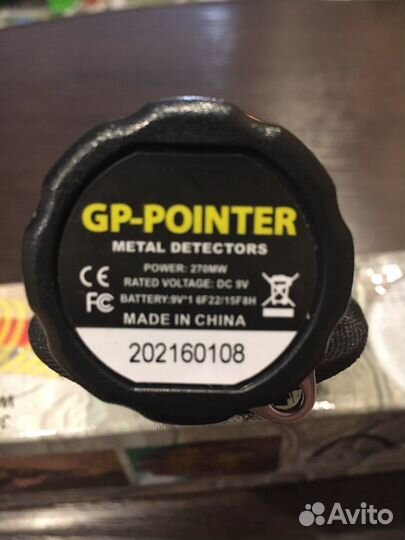 GP-POINTER
METAL DETECTORS
POWER: 270MW
RATED VOLTAGE: DC 9V
BATTERY:9V*1 6F22/15F8H
MADE IN CHINA
202160108
CE
FC
Avito